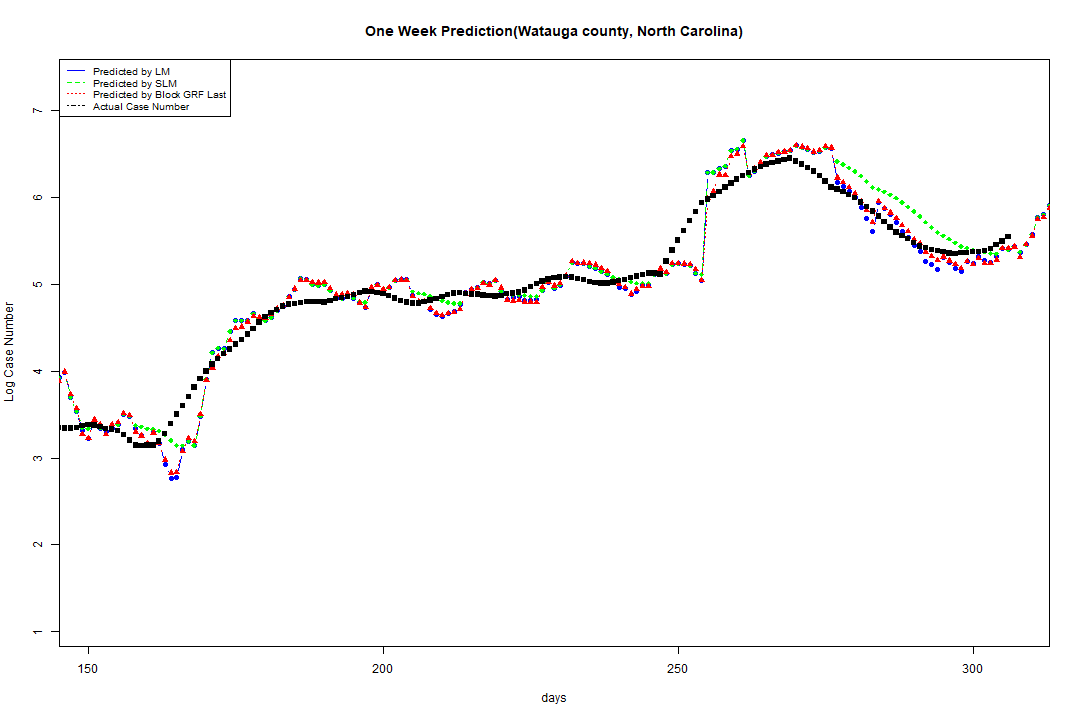 One Week Prediction(Watauga county, North Carolina)
Predicted by LM
Predicted by SLM
Predicted by Block GRF Last
Actual Case Number
7
6
5
4
3
2
1
Log Case Number
150 200 250 300
days